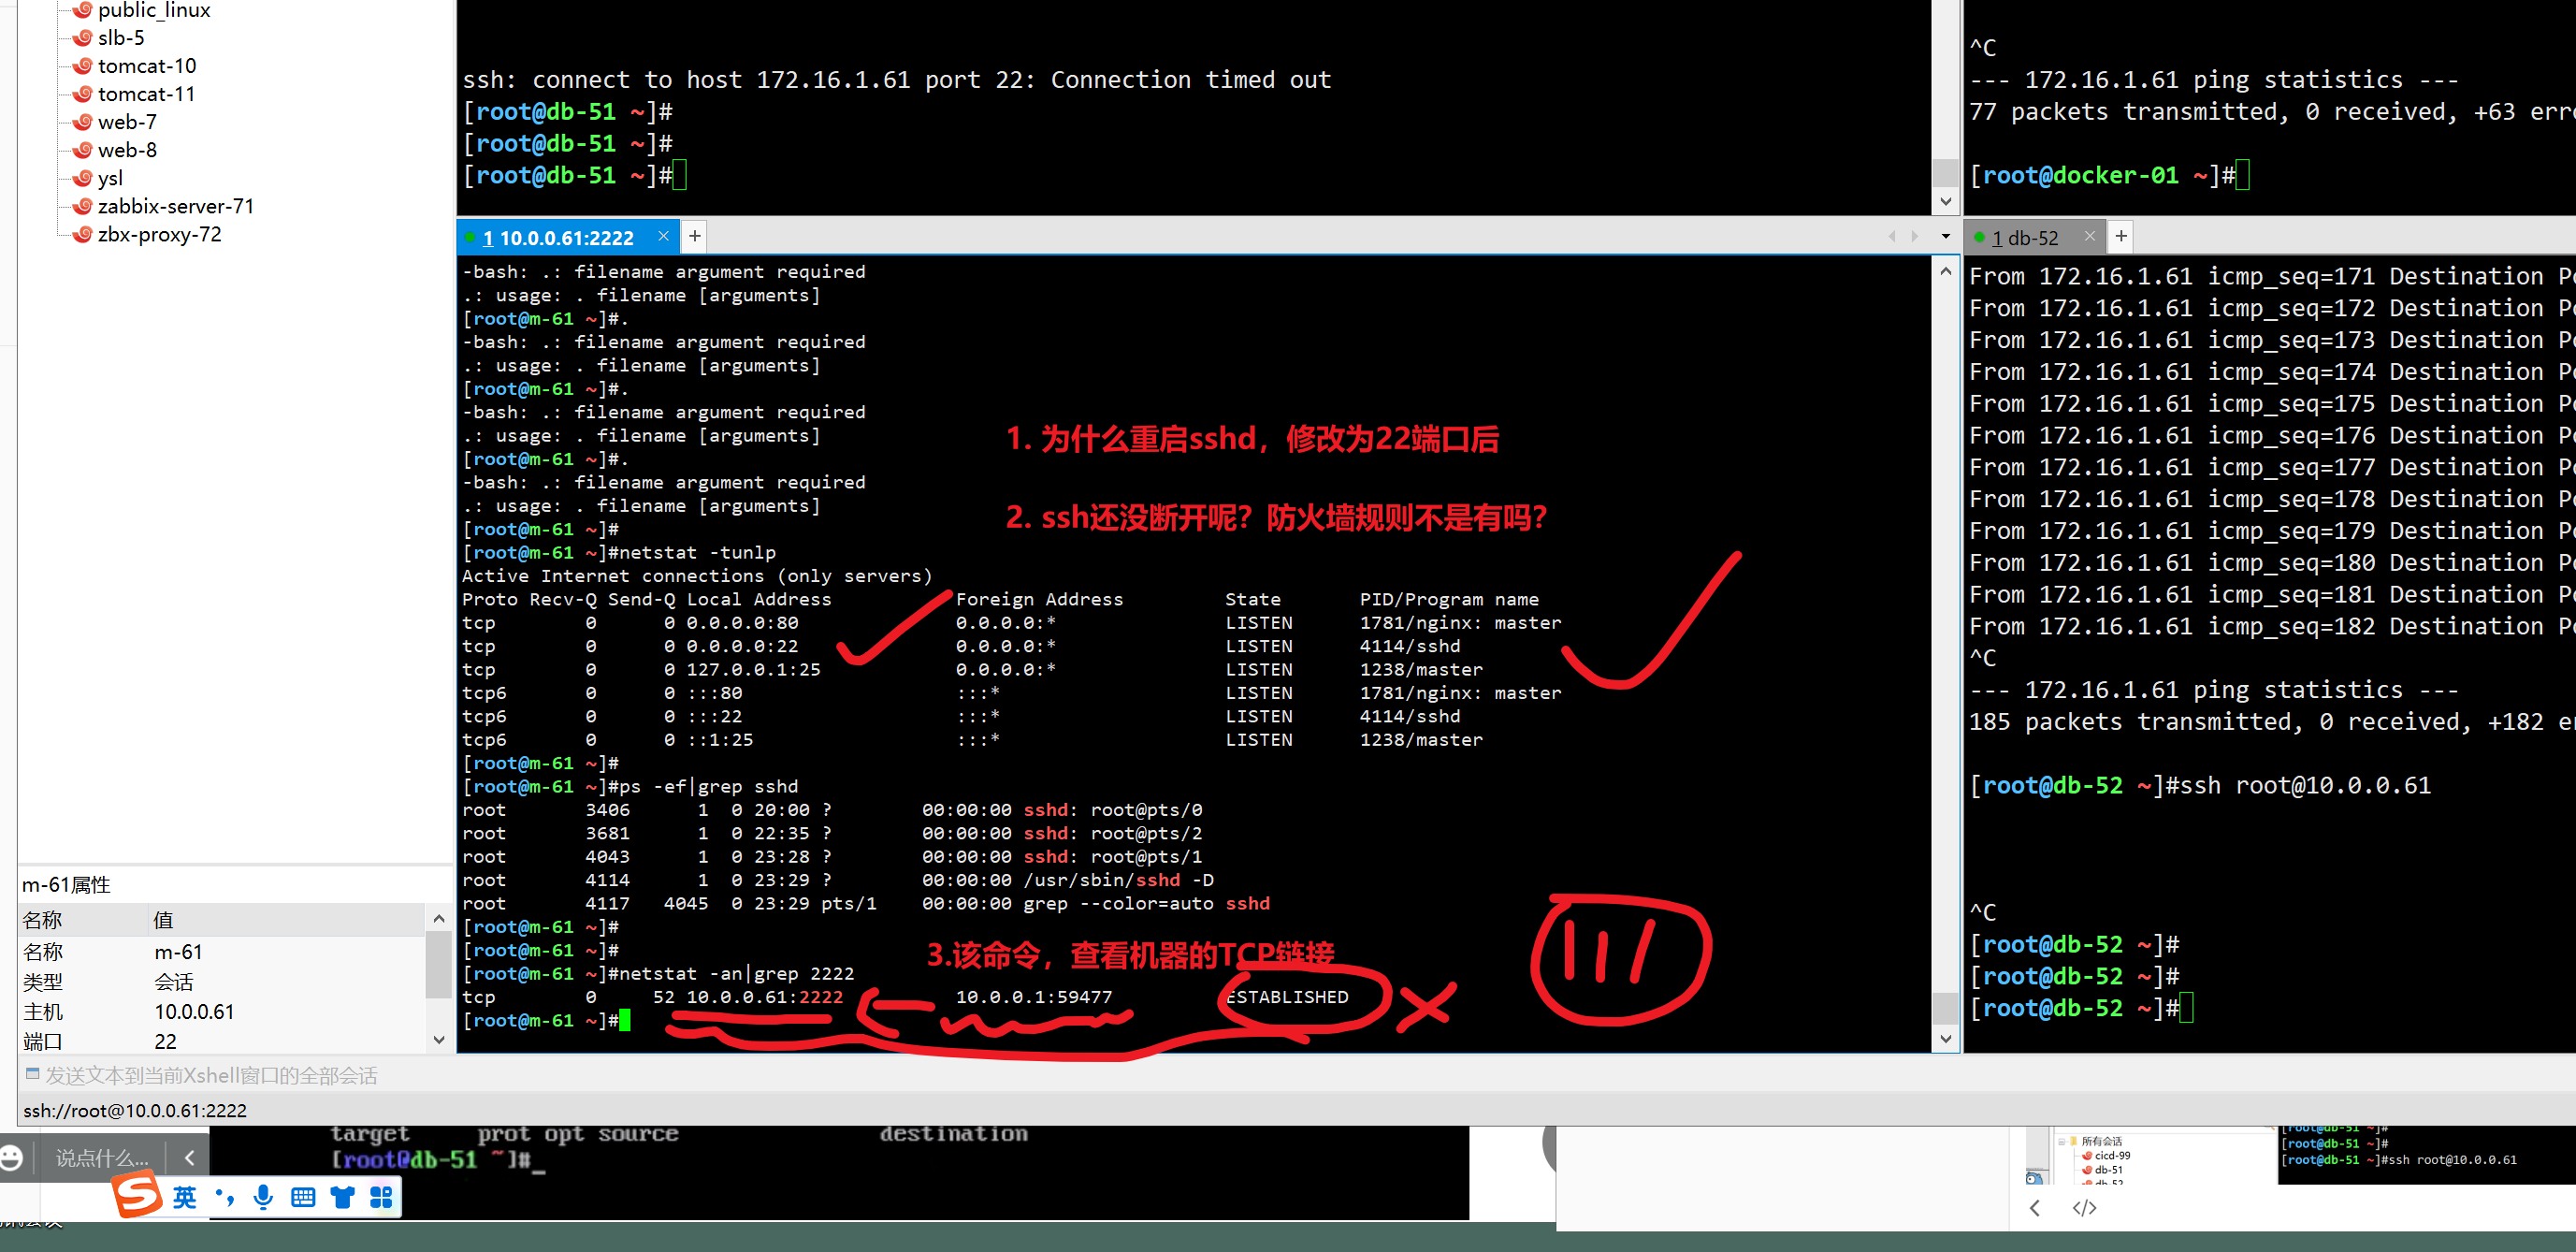 public_linux
slb-5
tomcat-10
tomcat-11
web-7
web-8
ysl
zabbix-server-71
zbx-proxy-72
m-61属性
名称 值
名称 m-61
类型 会话
主机 10.0.0.61
端口 22
ssh: connect to host 172.16.1.61 port 22: Connection timed out
[root@db-51 ~]#
[root@db-51 ~]#
[root@db-51 ~]#
^C
--- 172.16.1.61 ping statistics ---
77 packets transmitted, 0 received, +63 erro
[root@docker-01 ~]#
1 10.0.0.61:2222
-bash: .: filename argument required
.: usage: . filename [arguments]
[root@m-61 ~]#.
-bash: .: filename argument required
.: usage: . filename [arguments]
[root@m-61 ~]#.
-bash: .: filename argument required
.: usage: . filename [arguments]
[root@m-61 ~]#.
-bash: .: filename argument required
.: usage: . filename [arguments]
[root@m-61 ~]#
[root@m-61 ~]#netstat -tunlp
Active Internet connections (only servers)
Proto Recv-Q Send-Q Local Address Foreign Address State PID/Program name
tcp 0 0 0.0.0.0:80 0.0.0.0:* LISTEN 1781/nginx: master
tcp 0 0 0.0.0.0:22 0.0.0.0:* LISTEN 4114/sshd
tcp 0 0 127.0.0.1:25 0.0.0.0:* LISTEN 1238/master
tcp6 0 0 :::80 :::* LISTEN 1781/nginx: master
tcp6 0 0 :::22 :::* LISTEN 4114/sshd
tcp6 0 0 ::1:25 :::* LISTEN 1238/master
[root@m-61 ~]#
[root@m-61 ~]#ps -ef|grep sshd
root 3406 1 0 20:00 ? 00:00:00 sshd: root@pts/0
root 3681 1 0 22:35 ? 00:00:00 sshd: root@pts/2
root 4043 1 0 23:28 ? 00:00:00 sshd: root@pts/1
root 4114 1 0 23:29 ? 00:00:00 /usr/sbin/sshd -D
root 4117 4045 0 23:29 pts/1 00:00:00 grep --color=auto sshd
[root@m-61 ~]#
[root@m-61 ~]#
[root@m-61 ~]#netstat -an|grep 2222
tcp 0 52 10.0.0.61:2222 10.0.0.1:59477 ESTABLISHED
[root@m-61 ~]#
1. 为什么重启sshd，修改为22端口后
2. ssh还没断开呢？防火墙规则不是有吗？
3.该命令，查看机器的TCP链接
1 db-52
From 172.16.1.61 icmp_seq=171 Destination Po
From 172.16.1.61 icmp_seq=172 Destination Po
From 172.16.1.61 icmp_seq=173 Destination Po
From 172.16.1.61 icmp_seq=174 Destination Po
From 172.16.1.61 icmp_seq=175 Destination Po
From 172.16.1.61 icmp_seq=176 Destination Po
From 172.16.1.61 icmp_seq=177 Destination Po
From 172.16.1.61 icmp_seq=178 Destination Po
From 172.16.1.61 icmp_seq=179 Destination Po
From 172.16.1.61 icmp_seq=180 Destination Po
From 172.16.1.61 icmp_seq=181 Destination Po
From 172.16.1.61 icmp_seq=182 Destination Po
^C
--- 172.16.1.61 ping statistics ---
185 packets transmitted, 0 received, +182 er
[root@db-52 ~]#ssh root@10.0.0.61
^C
[root@db-52 ~]#
[root@db-52 ~]#
[root@db-52 ~]#
发送文本到当前Xshell窗口的全部会话
ssh://root@10.0.0.61:2222
target prot opt source destination
[root@db-51 ~]#_
说点什么...
英
所有会话
cicd-99
db-51
db-52
[root@db-51 ~]#
[root@db-51 ~]#
[root@db-51 ~]#ssh root@10.0.0.61